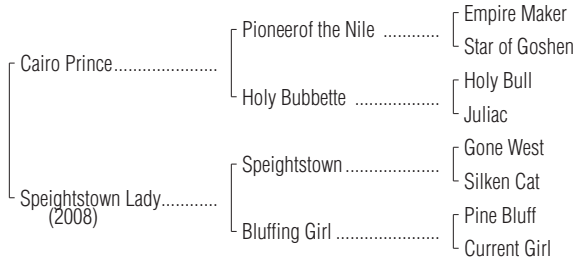 Empire Maker
Pioneerof the Nile ............
Star of Goshen
Cairo Prince......................
Holy Bull
Holy Bubbette ..................
Juliac
Gone West
Speightstown ....................
Silken Cat
Speightstown Lady............
(2008)
Pine Bluff
Bluffing Girl ......................
Current Girl